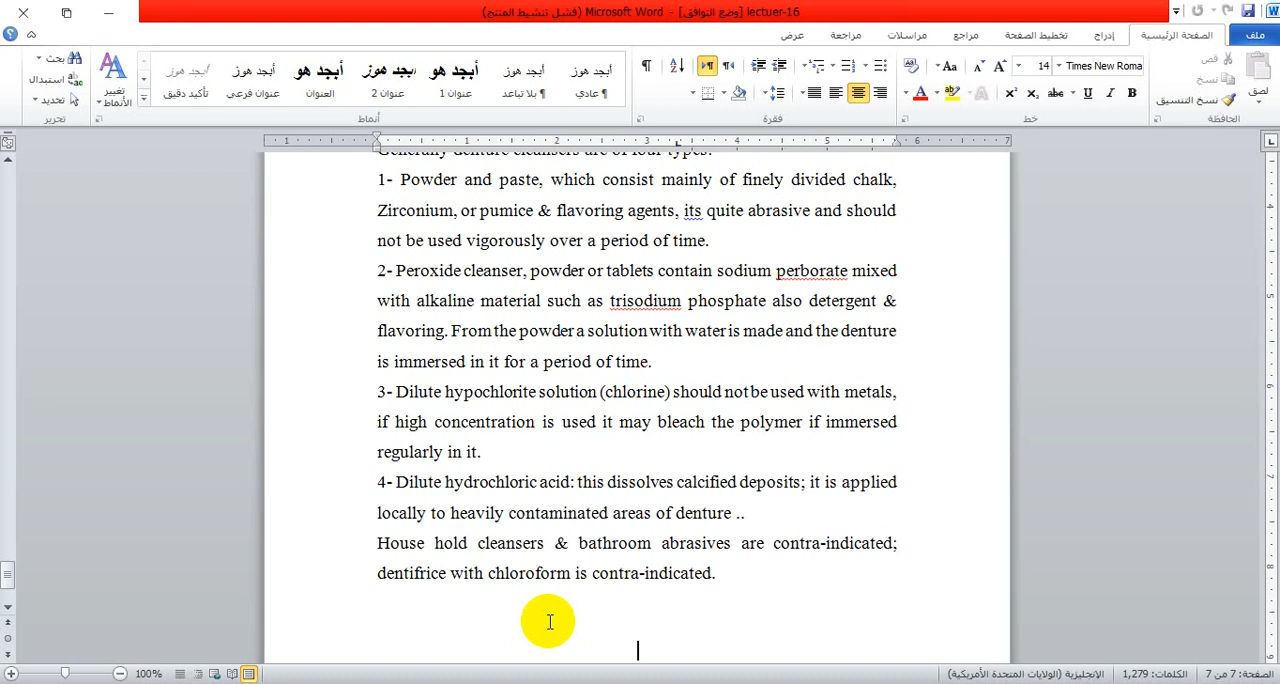 lectuer-16 [وضع التوافق] - Microsoft Word (فشل تنشيط المنتج)
ملف
الصفحة الرئيسية
إدراج
تخطيط الصفحة
مراجع
مراسلات
مراجعة
عرض
لصق
قص
نسخ
نسخ التنسيق
الحافظة
Times New Roma
14
خط
فقرة
أبجد هوز
¶ عادي
أبجد هوز
¶ بلا تباعد
أبجد هو
عنوان 1
أبجد هوز
عنوان 2
أبجد هو
العنوان
أبجد هوز
عنوان فرعي
أبجد هوز
تأكيد دقيق
أنماط
تغيير
الأنماط
بحث
استبدال
تحديد
تحرير
Generally denture cleansers are of four types:
1- Powder and paste, which consist mainly of finely divided chalk,
Zirconium, or pumice & flavoring agents, its quite abrasive and should
not be used vigorously over a period of time.
2- Peroxide cleanser, powder or tablets contain sodium perborate mixed
with alkaline material such as trisodium phosphate also detergent &
flavoring. From the powder a solution with water is made and the denture
is immersed in it for a period of time.
3- Dilute hypochlorite solution (chlorine) should not be used with metals,
if high concentration is used it may bleach the polymer if immersed
regularly in it.
4- Dilute hydrochloric acid: this dissolves calcified deposits; it is applied
locally to heavily contaminated areas of denture ..
House hold cleansers & bathroom abrasives are contra-indicated;
dentifrice with chloroform is contra-indicated.
الصفحة: 7 من 7
الكلمات: 1,279
الإنجليزية (الولايات المتحدة الأمريكية)
100%